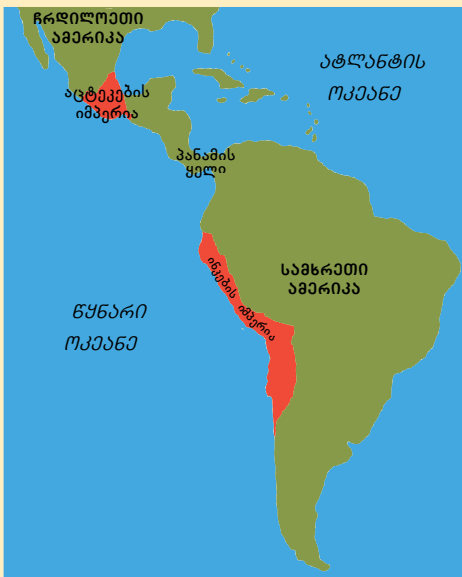 ჩრდილოეთი
ამერიკა
ატლანტის
ოკეანე
აცტეკების
იმპერია
პანამის
ყელი
ინკების იმპერია
სამხრეთი
ამერიკა
წყნარი
ოკეანე